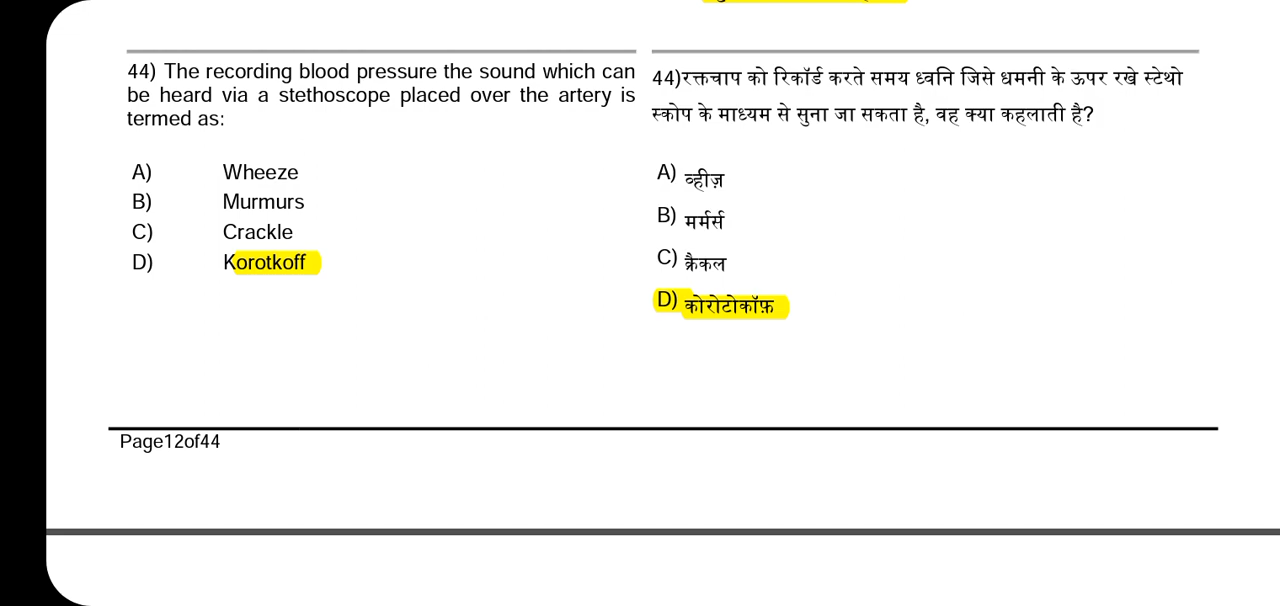 44) The recording blood pressure the sound which can
be heard via a stethoscope placed over the artery is
termed as:
A) Wheeze
B) Murmurs
C) Crackle
D) Korotkoff
44)रक्तचाप को रिकॉर्ड करते समय ध्वनि जिसे धमनी के ऊपर रखे स्टेथो
स्कोप के माध्यम से सुना जा सकता है, वह क्या कहलाती है?
A) व्हीज़
B) मर्मर्स
C) क्रैकल
D) कोरोटोकॉफ़
Page12of44